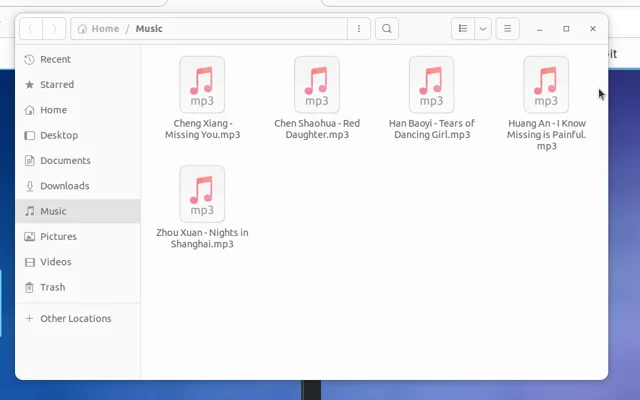 Home / Music
it
Recent
Starred
Home
Desktop
Documents
Downloads
Music
Pictures
Videos
Trash
Other Locations
mp3
Cheng Xiang -
Missing You.mp3
mp3
Chen Shaohua - Red
Daughter.mp3
mp3
Han Baoyi - Tears of
Dancing Girl.mp3
mp3
Huang An - I Know
Missing is Painful.
mp3
mp3
Zhou Xuan - Nights in
Shanghai.mp3